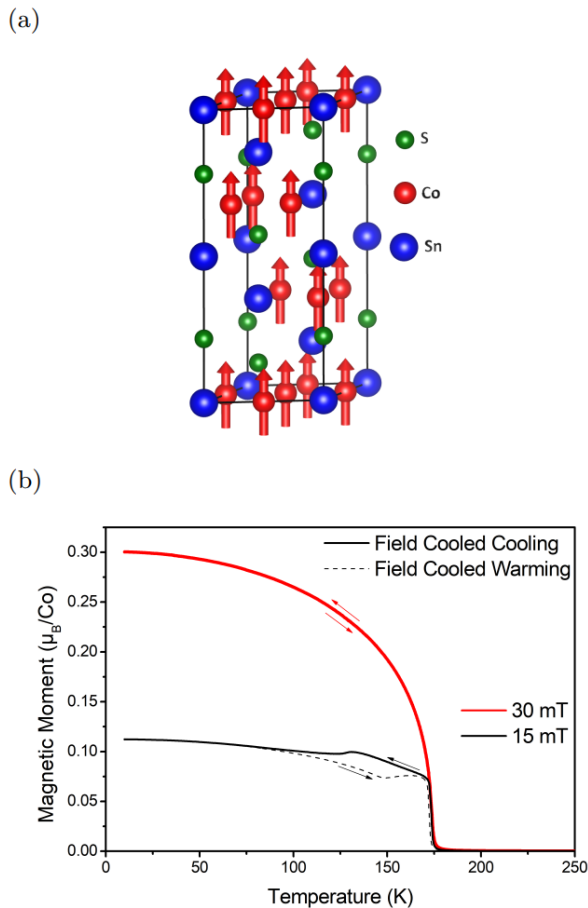 (a)
S
Co
Sn
(b)
Magnetic Moment (μB/Co)
0.30
0.25
0.20
0.15
0.10
0.05
0.00
Field Cooled Cooling
Field Cooled Warming
30 mT
15 mT
0 50 100 150 200 250
Temperature (K)